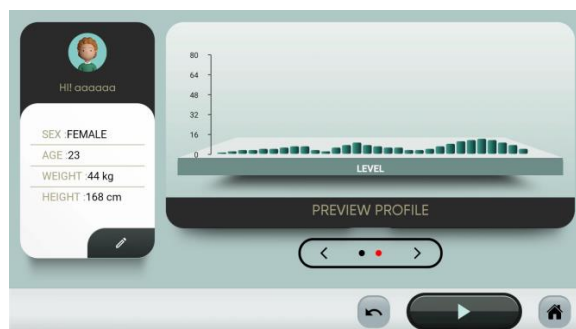 HI! aaaaaa
SEX :FEMALE
AGE :23
WEIGHT :44 kg
HEIGHT :168 cm
80
64
48
32
16
0
LEVEL
PREVIEW PROFILE